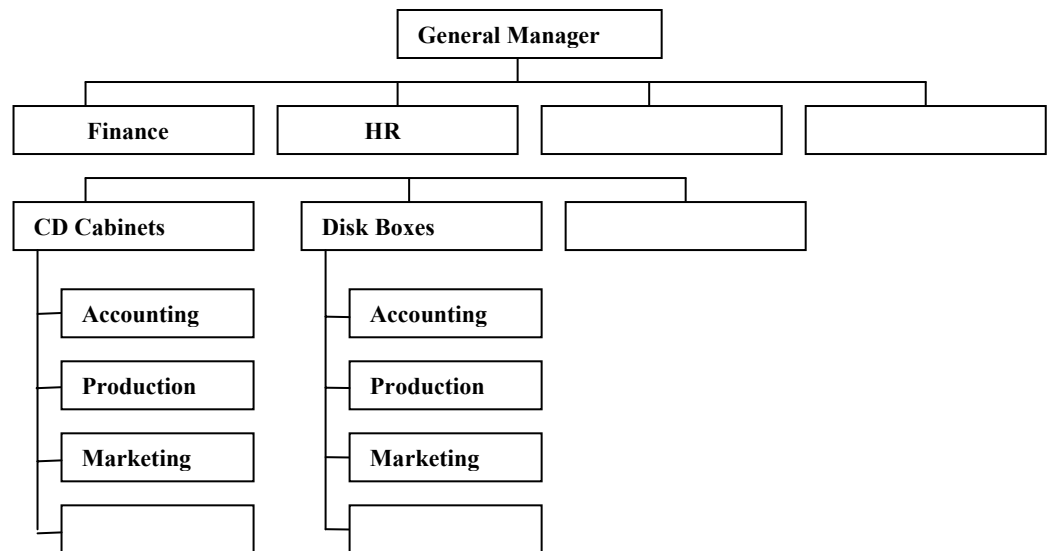 General Manager
Finance
HR
CD Cabinets
Disk Boxes
Accounting
Accounting
Production
Production
Marketing
Marketing